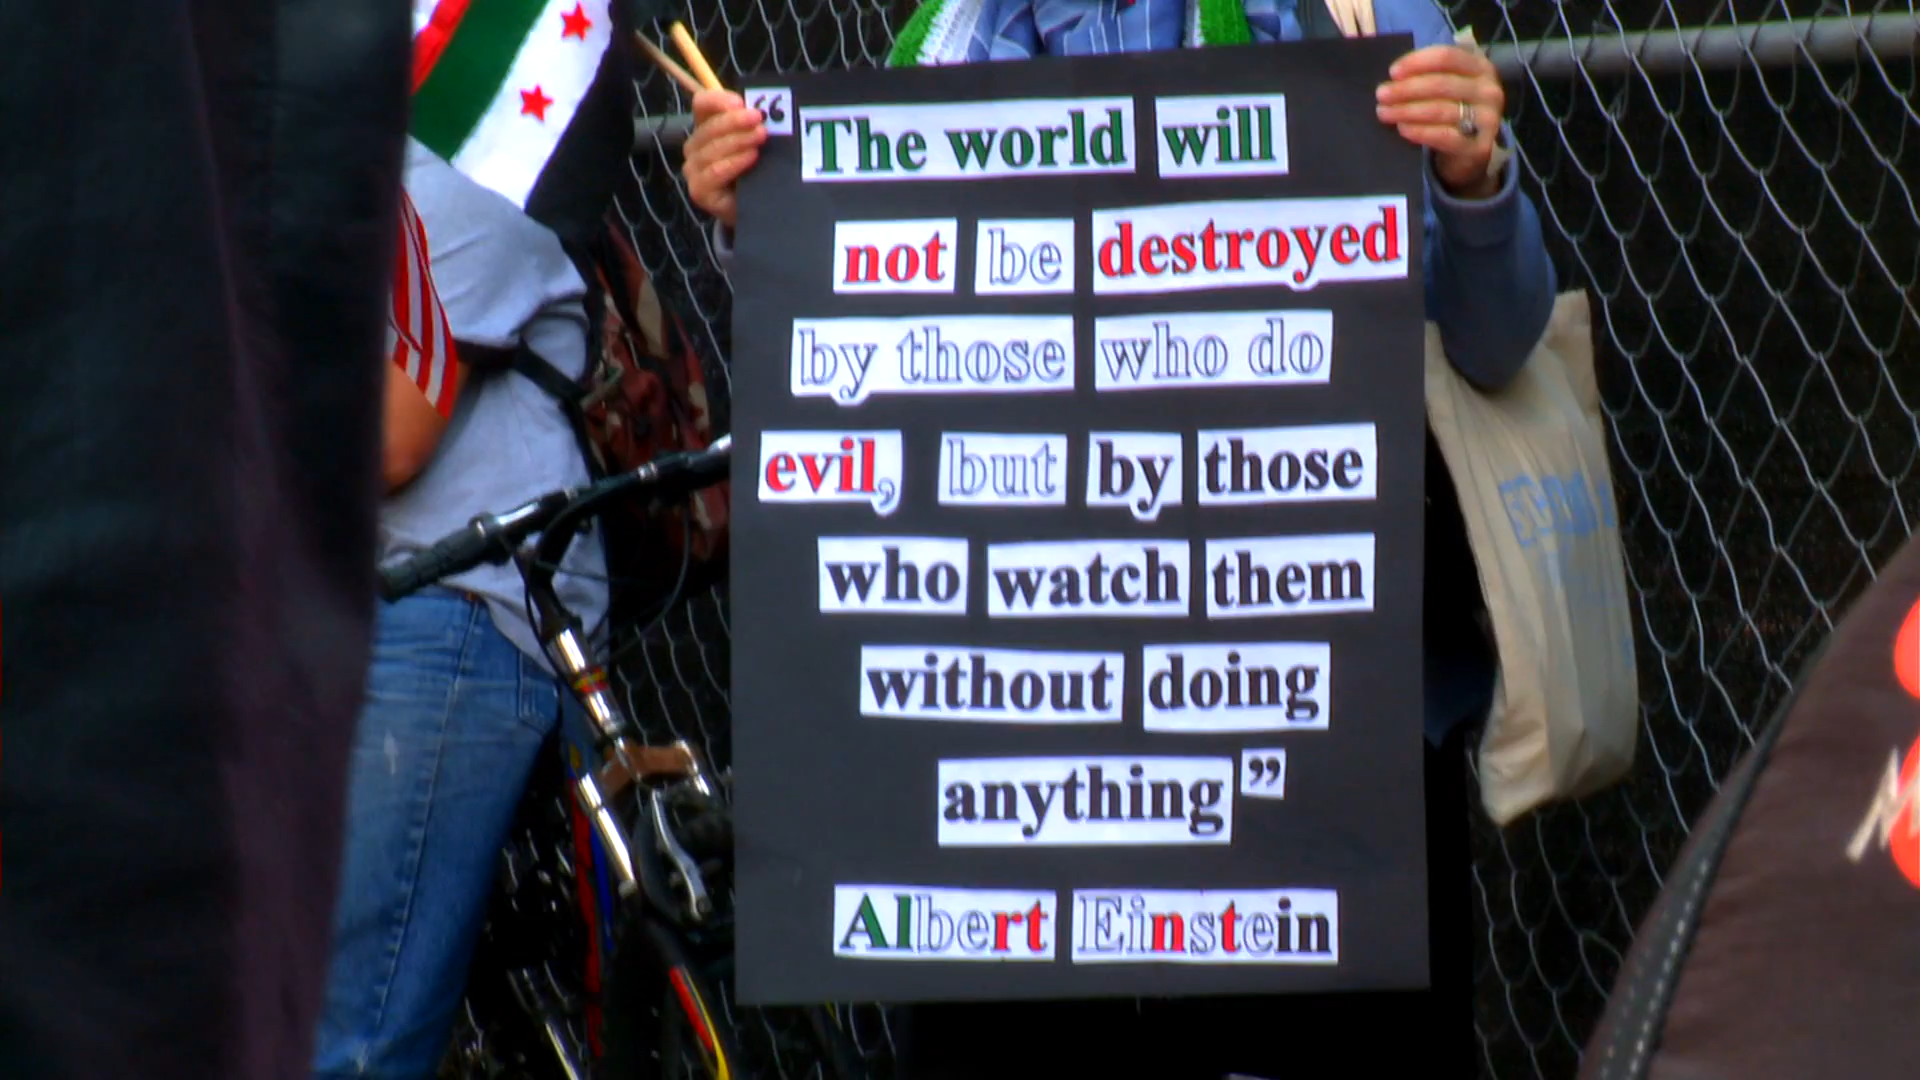 “The world will
not be destroyed
by those who do
evil, but by those
who watch them
without doing
anything”
Albert Einstein